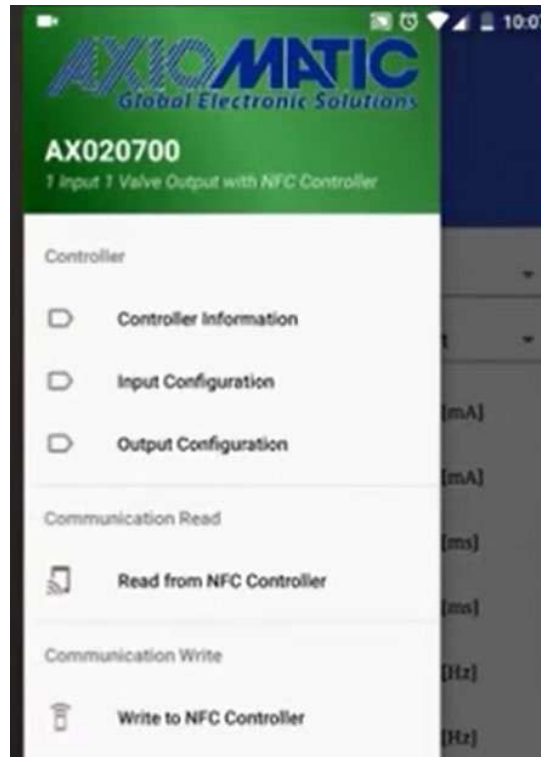 10:07
AXIOMATIC
Global Electronic Solutions
AX020700
1 Input 1 Valve Output with NFC Controller
Controller
Controller Information
Input Configuration
t
[mA]
Output Configuration
[mA]
Communication Read
[ms]
Read from NFC Controller
[ms]
Communication Write
[Hz]
Write to NFC Controller
[Hz]